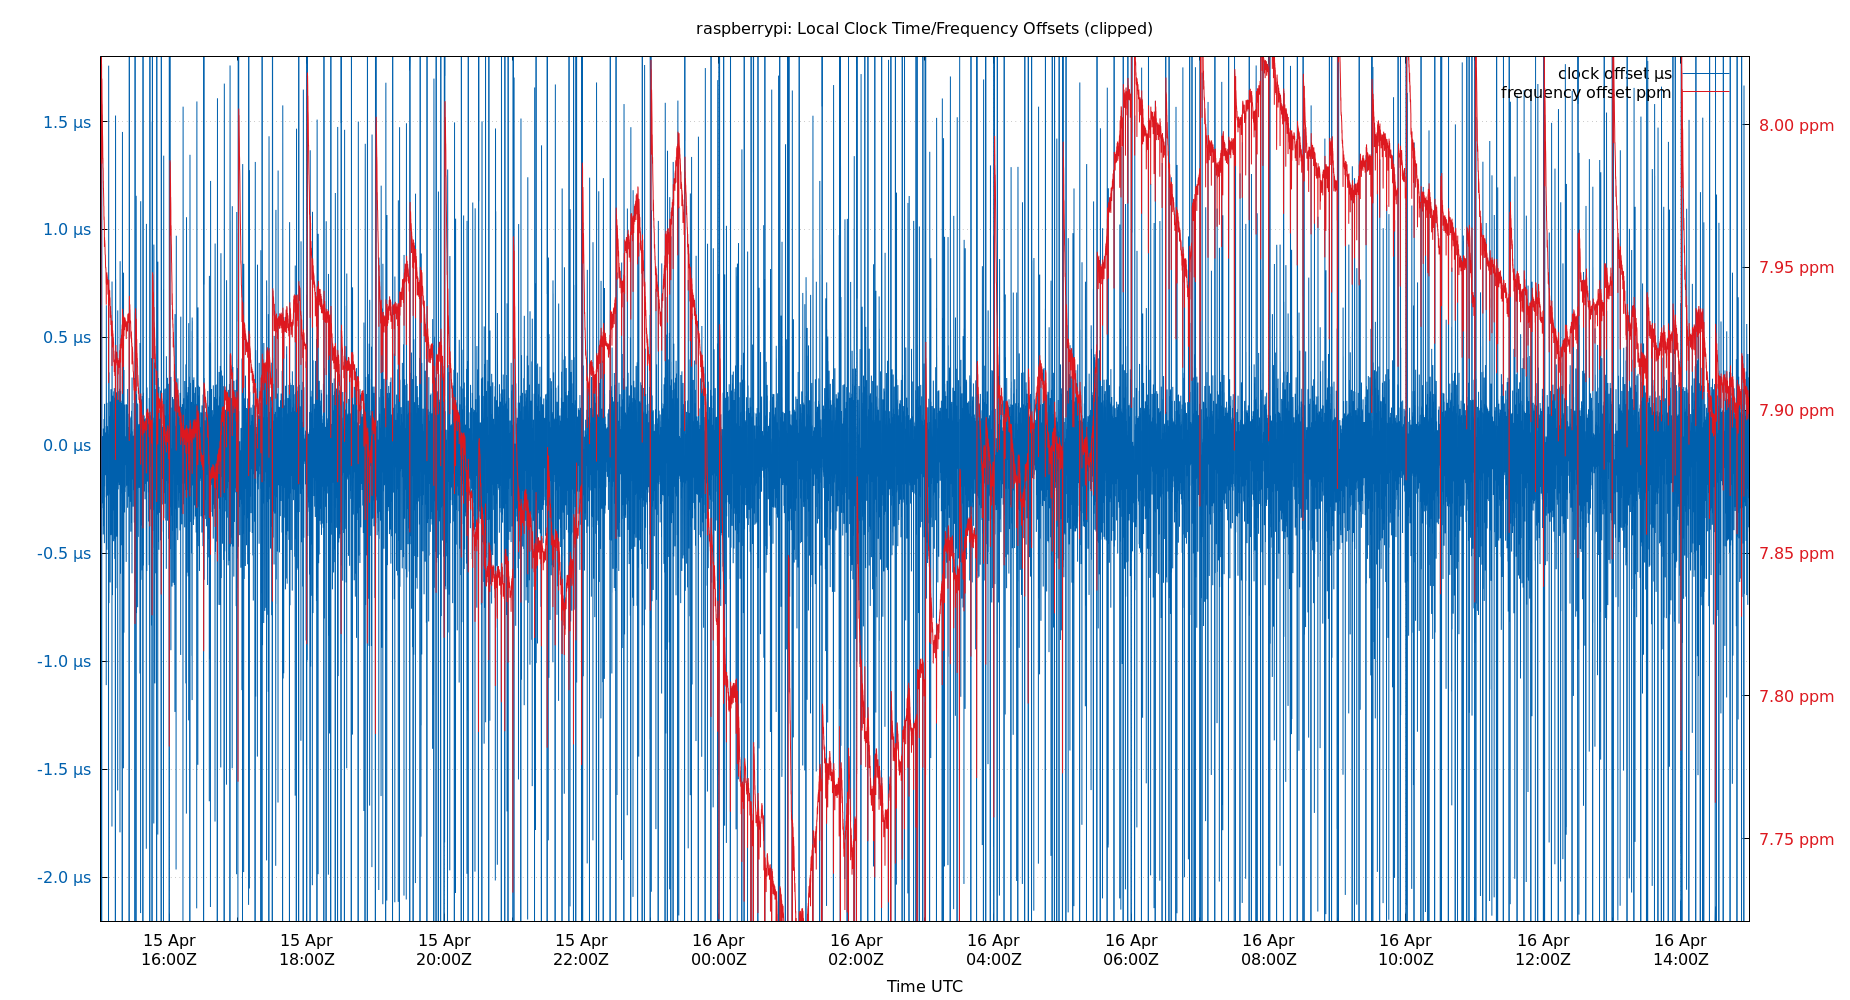 raspberrypi: Local Clock Time/Frequency Offsets (clipped)
clock offset µs
frequency offset ppm
1.5 µs
1.0 µs
0.5 µs
0.0 µs
-0.5 µs
-1.0 µs
-1.5 µs
-2.0 µs
8.00 ppm
7.95 ppm
7.90 ppm
7.85 ppm
7.80 ppm
7.75 ppm
15 Apr 15 Apr 15 Apr 15 Apr 16 Apr 16 Apr 16 Apr 16 Apr 16 Apr 16 Apr 16 Apr 16 Apr
16:00Z 18:00Z 20:00Z 22:00Z 00:00Z 02:00Z 04:00Z 06:00Z 08:00Z 10:00Z 12:00Z 14:00Z
Time UTC